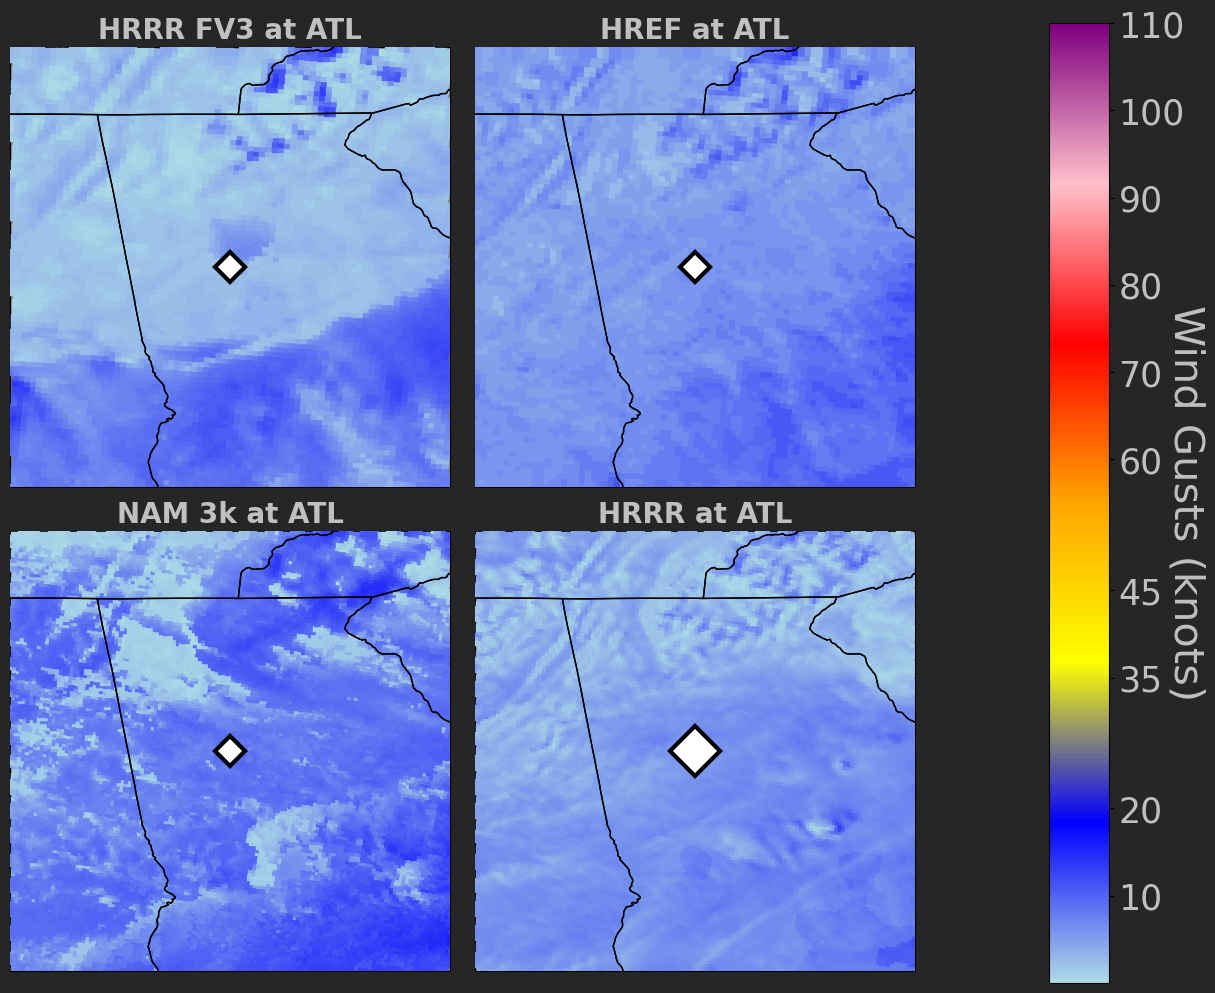 HRRR FV3 at ATL
HREF at ATL
NAM 3k at ATL
HRRR at ATL
110
100
90
80
70
60
45
35
20
10
Wind Gusts (knots)